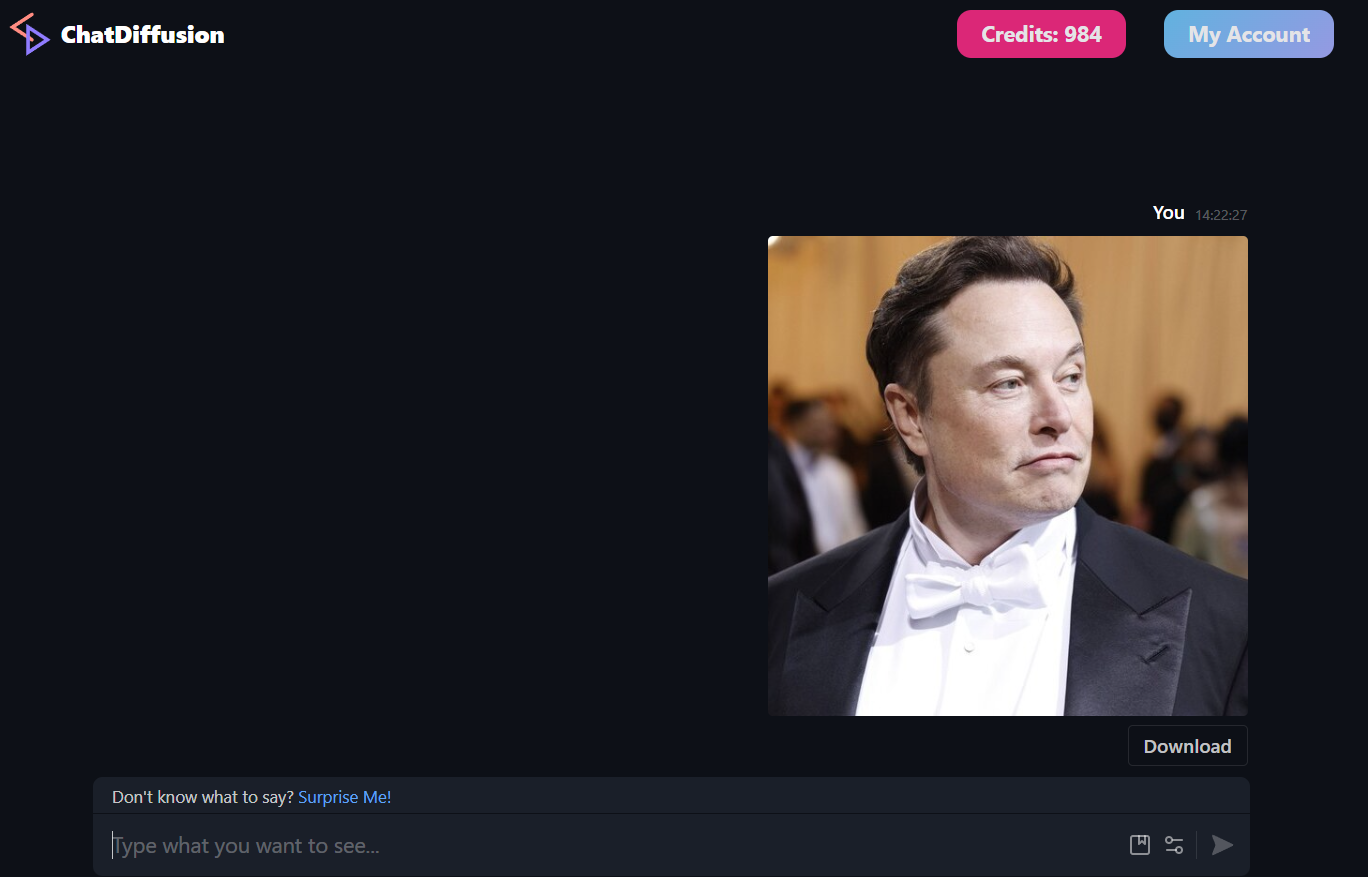 ChatDiffusion
Credits: 984
My Account
You 14:22:27
Download
Don't know what to say? Surprise Me!
Type what you want to see...